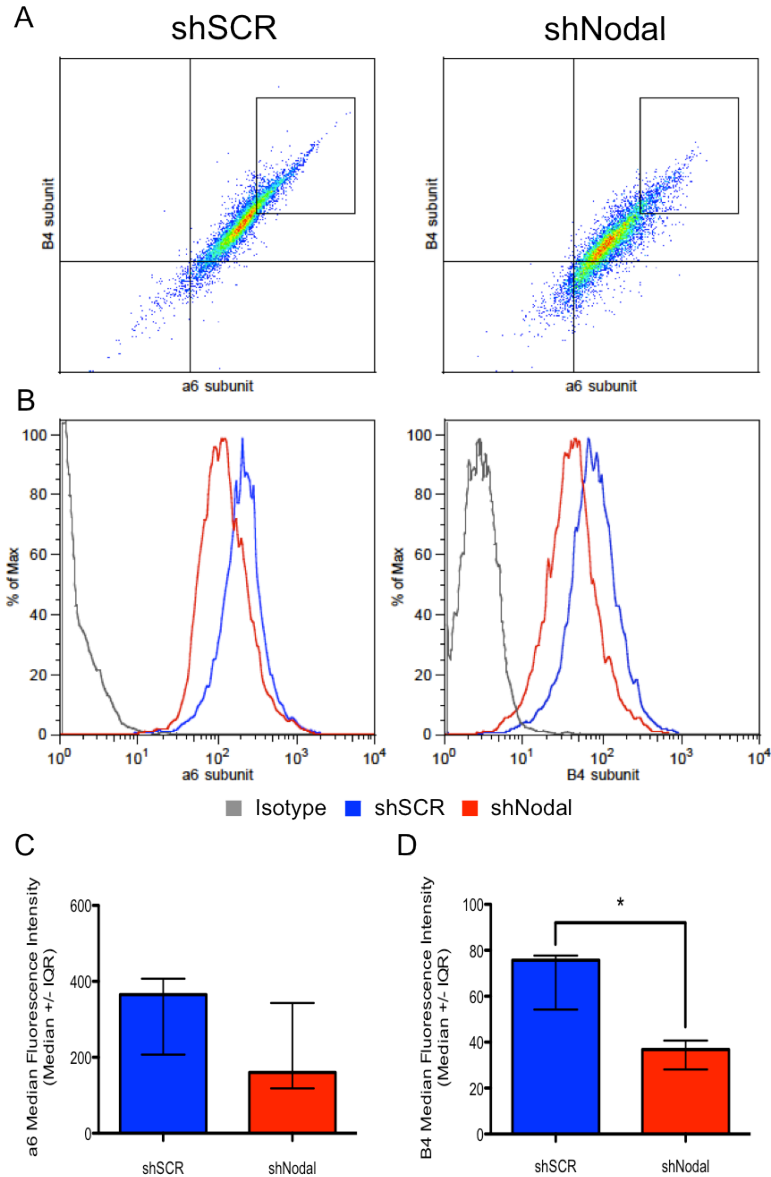 A
shSCR
shNodal
B4 subunit
a6 subunit
B4 subunit
a6 subunit
B
% of Max
100
80
60
40
20
0
10^0
10^1
10^2
10^3
10^4
a6 subunit
% of Max
100
80
60
40
20
0
10^0
10^1
10^2
10^3
10^4
B4 subunit
Isotype
shSCR
shNodal
C
a6 Median Fluorescence Intensity
(Median +/- IQR)
600
400
200
0
shSCR
shNodal
D
B4 Median Fluorescence Intensity
(Median +/- IQR)
100
80
60
40
20
0
*
shSCR
shNodal